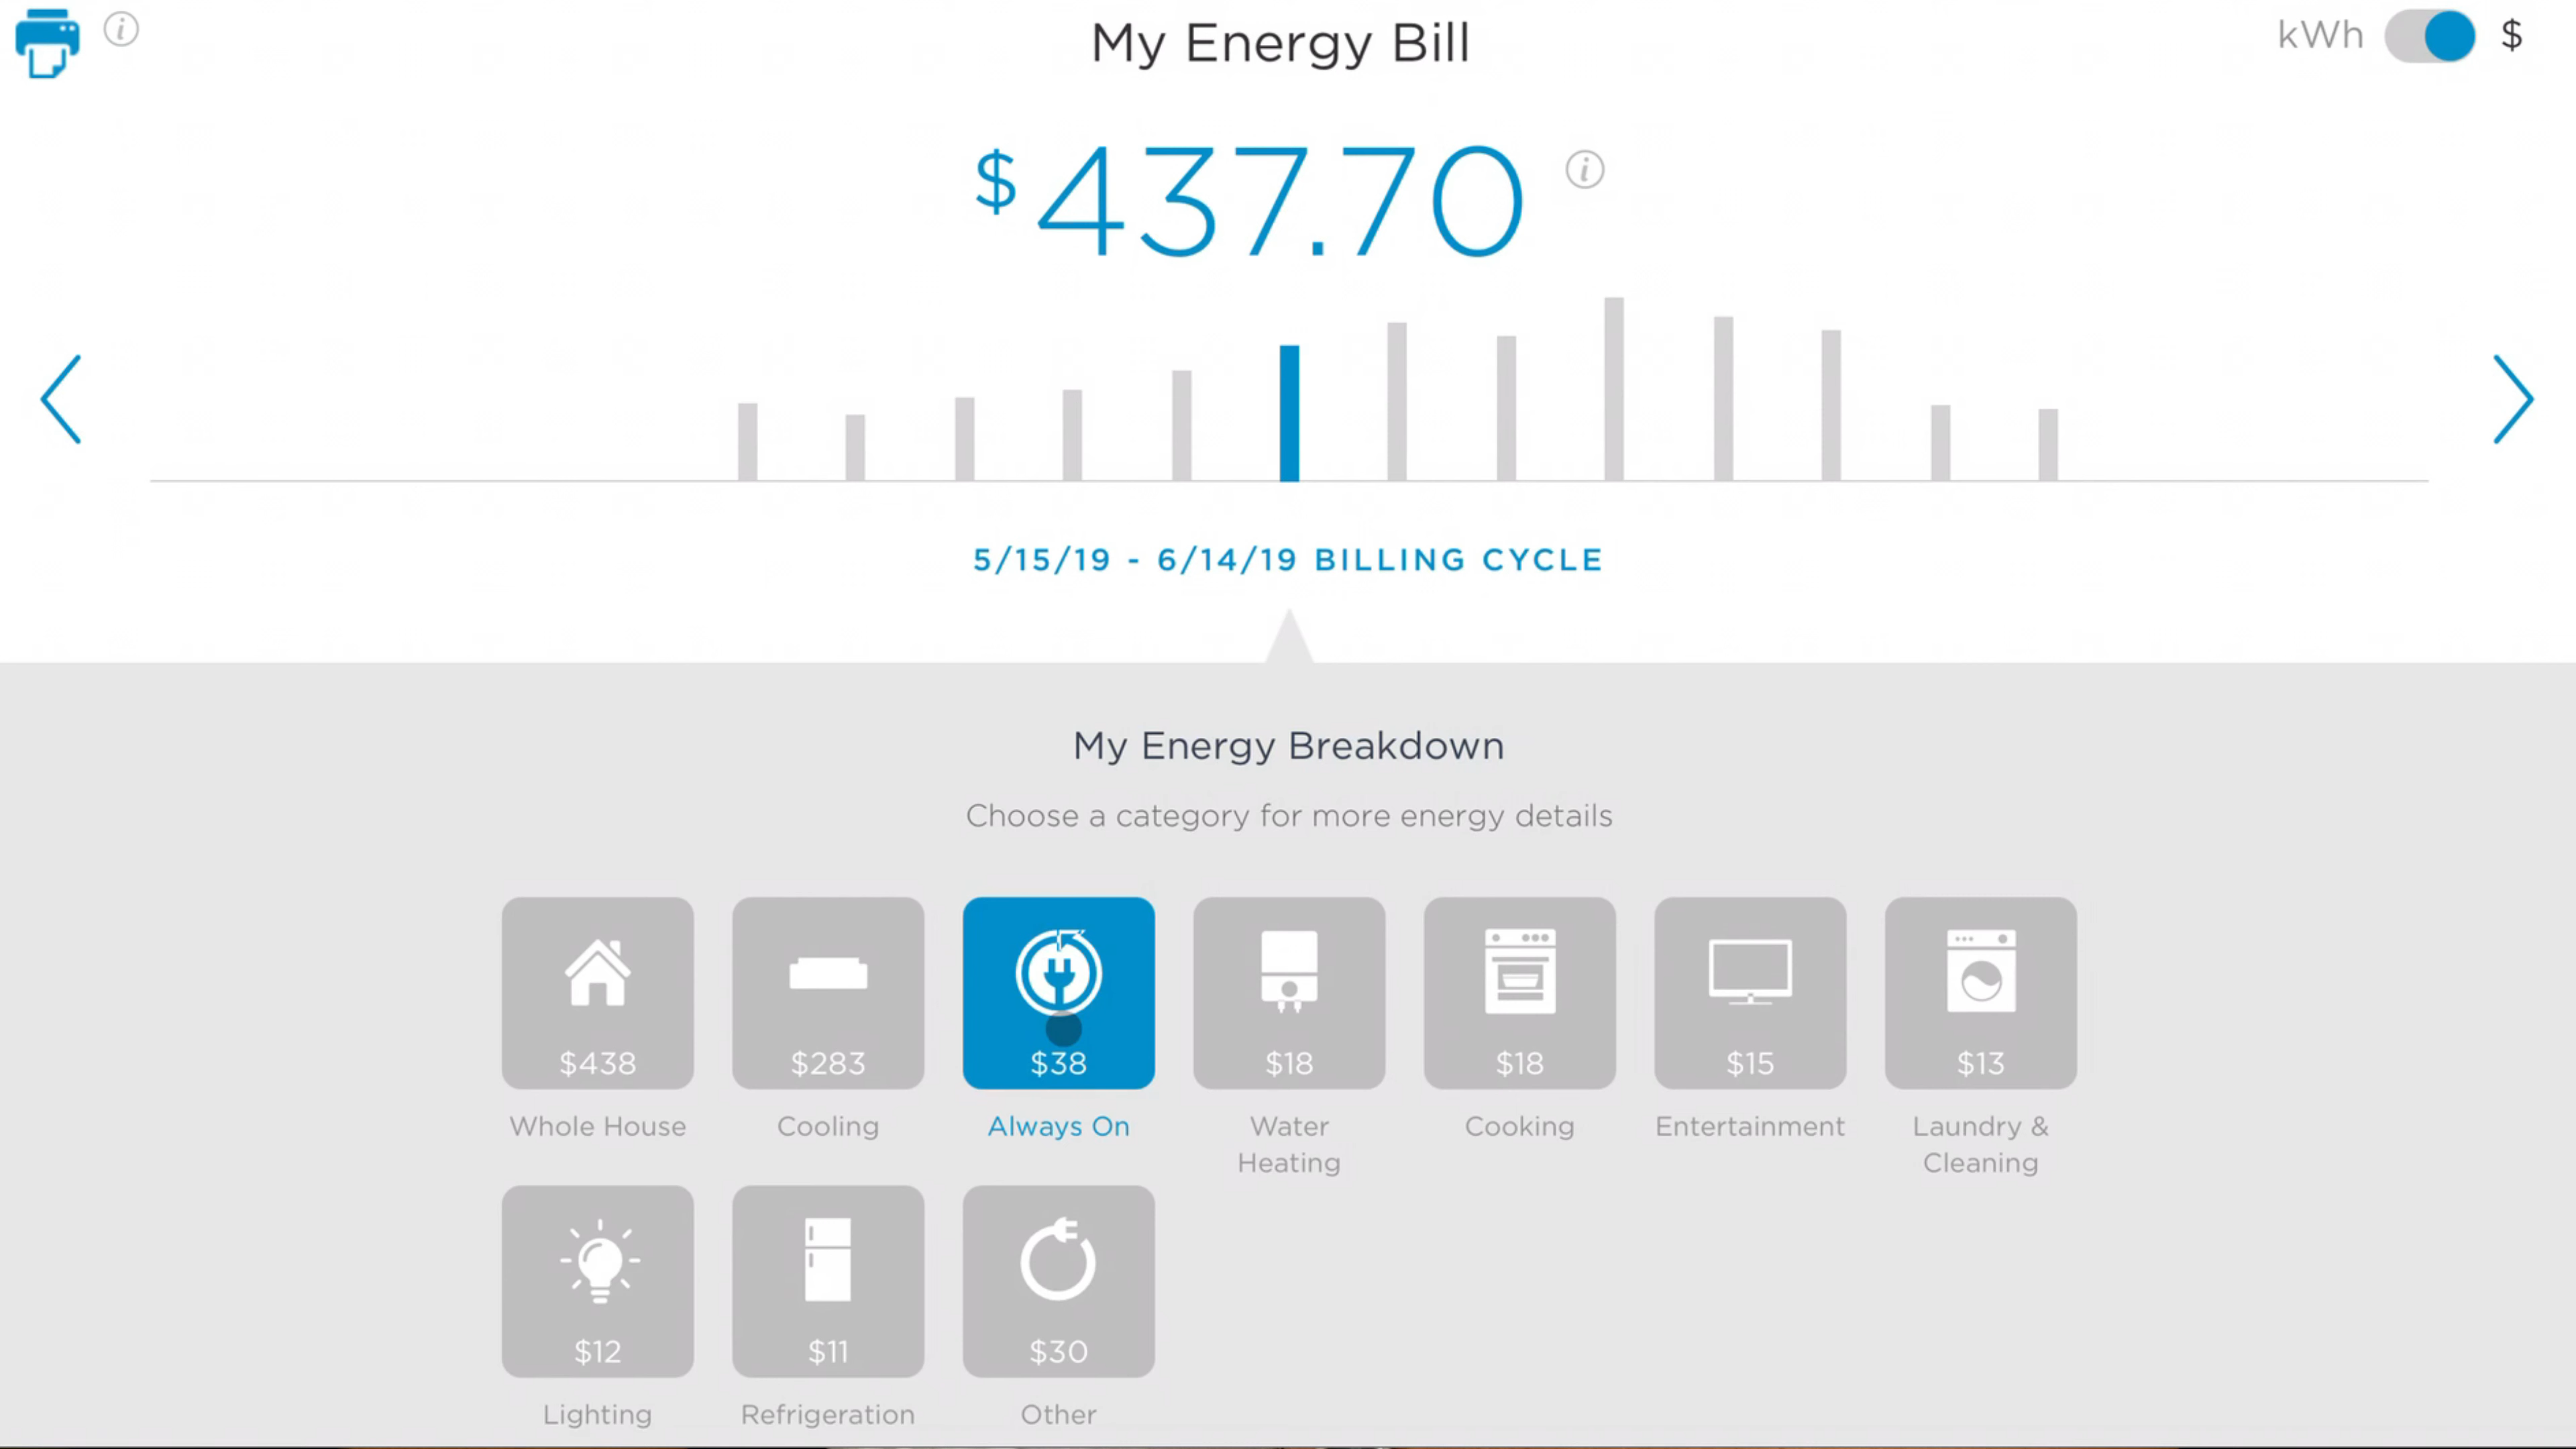 My Energy Bill
kWh $
$437.70
5/15/19 - 6/14/19 BILLING CYCLE
My Energy Breakdown
Choose a category for more energy details
$438 $283 $38 $18 $18 $15 $13
Whole House Cooling Always On Water Heating Cooking Entertainment Laundry & Cleaning
$12 $11 $30
Lighting Refrigeration Other